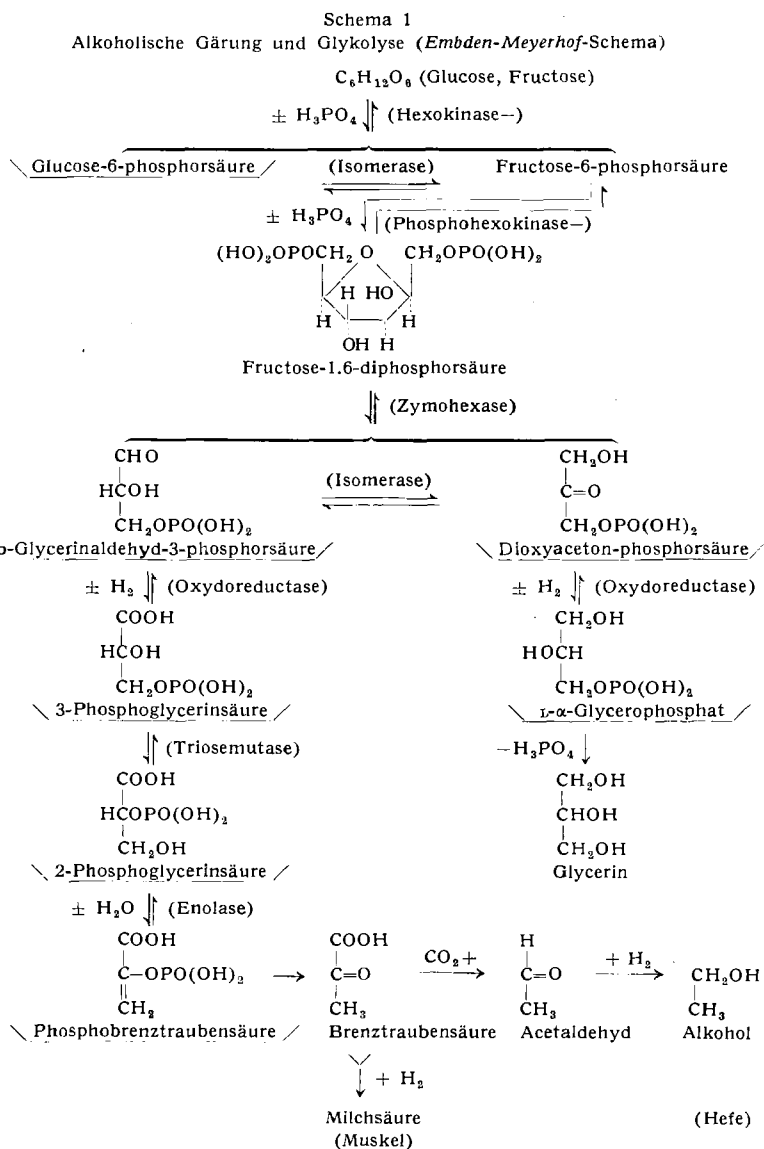 Schema 1
Alkoholische Gärung und Glykolyse (Embden-Meyerhof-Schema)
C₆H₁₂O₆ (Glucose, Fructose)
± H₃PO₄ ⥮ (Hexokinase–)
\ Glucose-6-phosphorsäure / (Isomerase) Fructose-6-phosphorsäure
± H₃PO₄ (Phosphohexokinase–)
(HO)₂OPOCH₂ O CH₂OPO(OH)₂
H HO
H H
OH H
Fructose-1.6-diphosphorsäure
(Zymohexase)
CHO CH₂OH
(Isomerase)
HCOH C=O
CH₂OPO(OH)₂ CH₂OPO(OH)₂
D-Glycerinaldehyd-3-phosphorsäure/ \ Dioxyaceton-phosphorsäure/
± H₂ (Oxydoreductase) ± H₂ (Oxydoreductase)
COOH CH₂OH
HCOH HOCH
CH₂OPO(OH)₂ CH₂OPO(OH)₂
\ 3-Phosphoglycerinsäure / \ L-α-Glycerophosphat /
(Triosemutase) –H₃PO₄ ↓
COOH CH₂OH
HCOPO(OH)₂ CHOH
CH₂OH CH₂OH
\ 2-Phosphoglycerinsäure / Glycerin
± H₂O (Enolase)
COOH COOH H CH₂OH
C–OPO(OH)₂ → C=O CO₂+ → C=O + H₂ →
CH₂ CH₃ CH₃ CH₃
\ Phosphobrenztraubensäure / Brenztraubensäure Acetaldehyd Alkohol
↓ + H₂
Milchsäure (Hefe)
(Muskel)